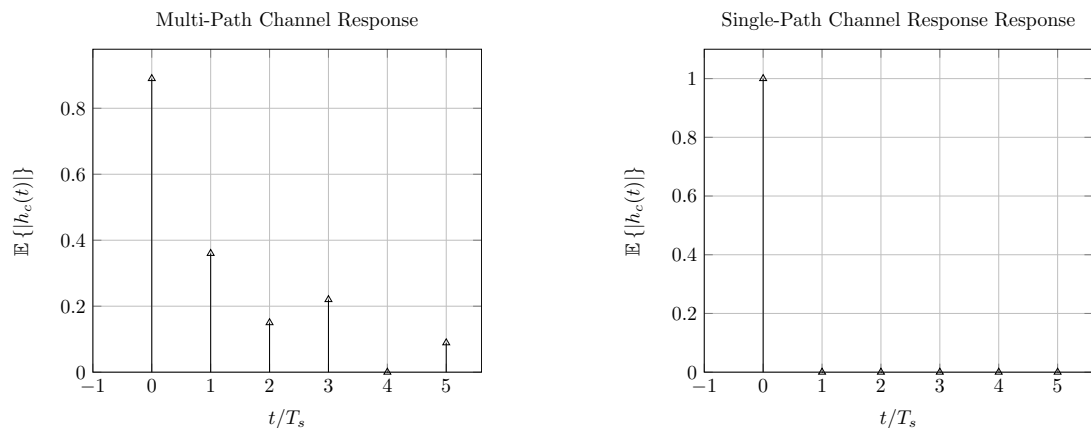 Multi-Path Channel Response
0.8
0.6
0.4
0.2
0
−1 0 1 2 3 4 5
t/T_s
𝔼 {|h_c(t)|}
Single-Path Channel Response Response
1
0.8
0.6
0.4
0.2
0
−1 0 1 2 3 4 5
t/T_s
𝔼 {|h_c(t)|}